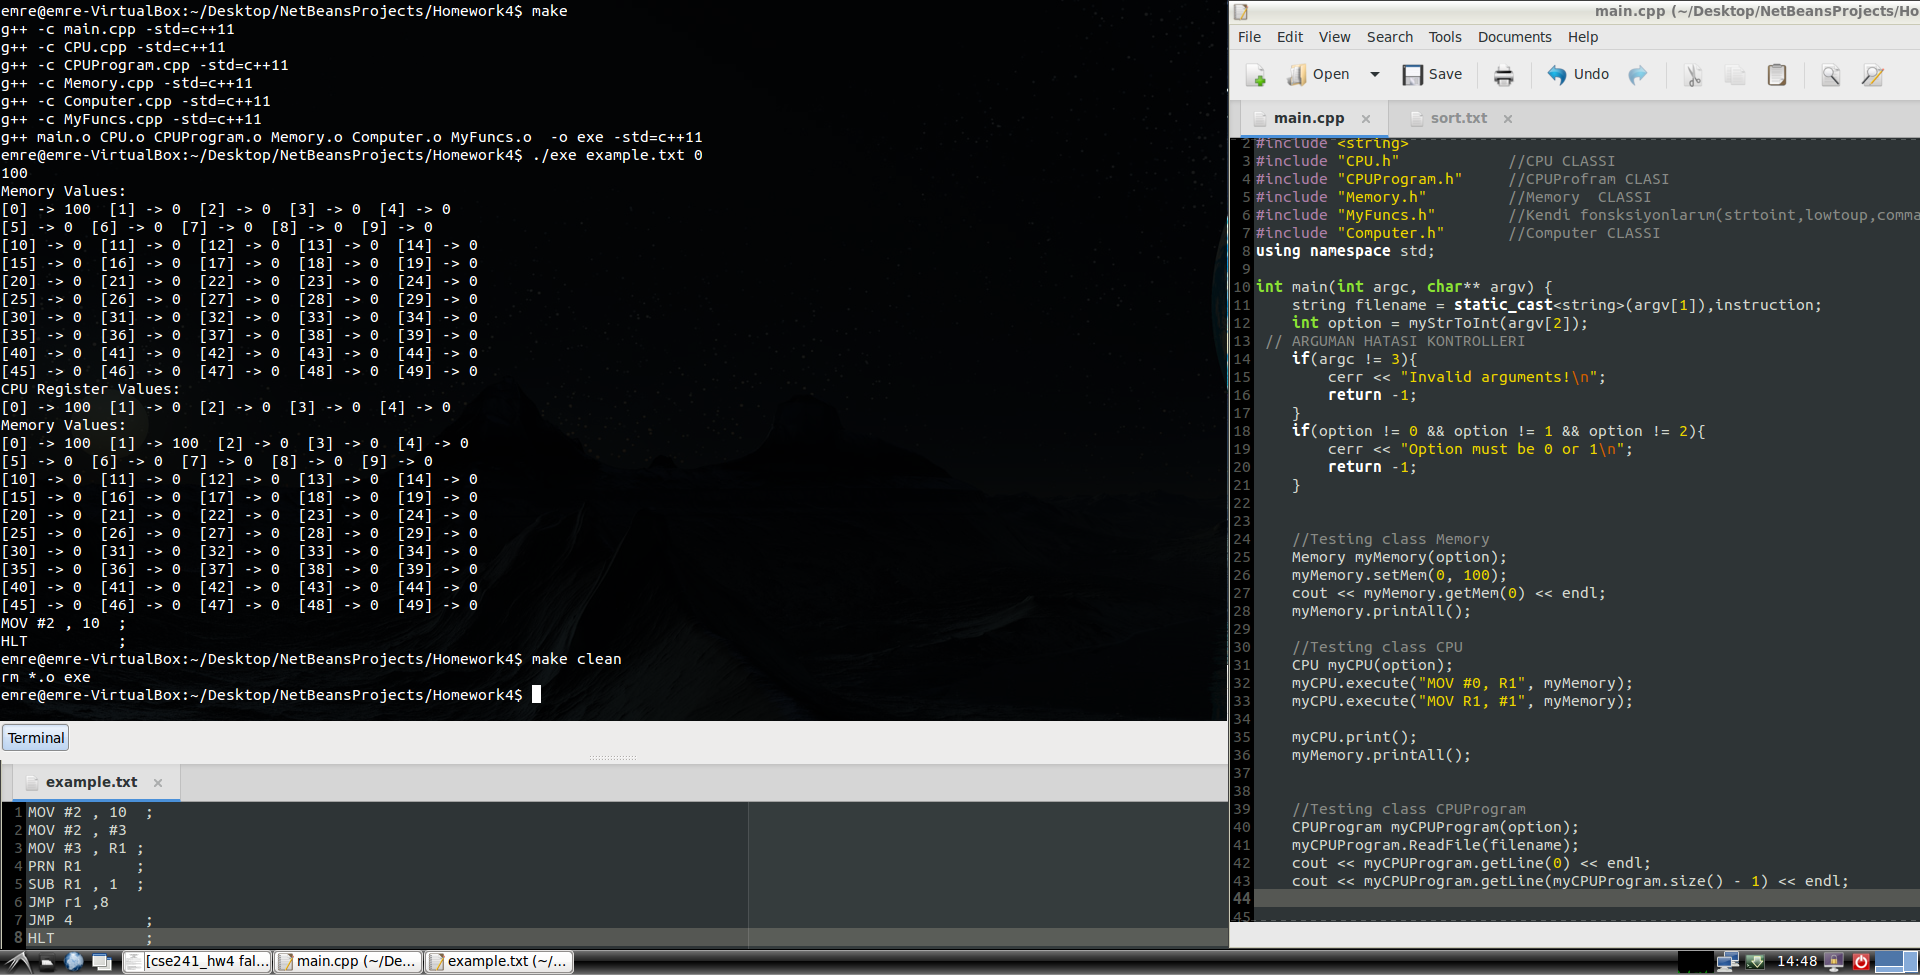 emre@emre-VirtualBox:~/Desktop/NetBeansProjects/Homework4$ make
g++ -c main.cpp -std=c++11
g++ -c CPU.cpp -std=c++11
g++ -c CPUProgram.cpp -std=c++11
g++ -c Memory.cpp -std=c++11
g++ -c Computer.cpp -std=c++11
g++ -c MyFuncs.cpp -std=c++11
g++ main.o CPU.o CPUProgram.o Memory.o Computer.o MyFuncs.o  -o exe -std=c++11
emre@emre-VirtualBox:~/Desktop/NetBeansProjects/Homework4$ ./exe example.txt 0
100
Memory Values:
[0] -> 100  [1] -> 0  [2] -> 0  [3] -> 0  [4] -> 0
[5] -> 0  [6] -> 0  [7] -> 0  [8] -> 0  [9] -> 0
[10] -> 0  [11] -> 0  [12] -> 0  [13] -> 0  [14] -> 0
[15] -> 0  [16] -> 0  [17] -> 0  [18] -> 0  [19] -> 0
[20] -> 0  [21] -> 0  [22] -> 0  [23] -> 0  [24] -> 0
[25] -> 0  [26] -> 0  [27] -> 0  [28] -> 0  [29] -> 0
[30] -> 0  [31] -> 0  [32] -> 0  [33] -> 0  [34] -> 0
[35] -> 0  [36] -> 0  [37] -> 0  [38] -> 0  [39] -> 0
[40] -> 0  [41] -> 0  [42] -> 0  [43] -> 0  [44] -> 0
[45] -> 0  [46] -> 0  [47] -> 0  [48] -> 0  [49] -> 0
CPU Register Values:
[0] -> 100  [1] -> 0  [2] -> 0  [3] -> 0  [4] -> 0
Memory Values:
[0] -> 100  [1] -> 100  [2] -> 0  [3] -> 0  [4] -> 0
[5] -> 0  [6] -> 0  [7] -> 0  [8] -> 0  [9] -> 0
[10] -> 0  [11] -> 0  [12] -> 0  [13] -> 0  [14] -> 0
[15] -> 0  [16] -> 0  [17] -> 0  [18] -> 0  [19] -> 0
[20] -> 0  [21] -> 0  [22] -> 0  [23] -> 0  [24] -> 0
[25] -> 0  [26] -> 0  [27] -> 0  [28] -> 0  [29] -> 0
[30] -> 0  [31] -> 0  [32] -> 0  [33] -> 0  [34] -> 0
[35] -> 0  [36] -> 0  [37] -> 0  [38] -> 0  [39] -> 0
[40] -> 0  [41] -> 0  [42] -> 0  [43] -> 0  [44] -> 0
[45] -> 0  [46] -> 0  [47] -> 0  [48] -> 0  [49] -> 0
MOV #2 , 10  ;
HLT          ;
emre@emre-VirtualBox:~/Desktop/NetBeansProjects/Homework4$ make clean
rm *.o exe
emre@emre-VirtualBox:~/Desktop/NetBeansProjects/Homework4$
Terminal
example.txt
1 MOV #2 , 10  ;
2 MOV #2 , #3
3 MOV #3 , R1 ;
4 PRN R1      ;
5 SUB R1 , 1  ;
6 JMP r1 ,8
7 JMP 4        ;
8 HLT          ;
main.cpp (~/Desktop/NetBeansProjects/Ho
File Edit View Search Tools Documents Help
Open Save Undo
main.cpp sort.txt
2 #include <string>
3 #include "CPU.h"            //CPU CLASSI
4 #include "CPUProgram.h"     //CPUProfram CLASI
5 #include "Memory.h"         //Memory  CLASSI
6 #include "MyFuncs.h"        //Kendi fonsksiyonlarım(strtoint,lowtoup,comma
7 #include "Computer.h"       //Computer CLASSI
8 using namespace std;
9
10 int main(int argc, char** argv) {
11     string filename = static_cast<string>(argv[1]),instruction;
12     int option = myStrToInt(argv[2]);
13  // ARGUMAN HATASI KONTROLLERI
14     if(argc != 3){
15         cerr << "Invalid arguments!\n";
16         return -1;
17     }
18     if(option != 0 && option != 1 && option != 2){
19         cerr << "Option must be 0 or 1\n";
20         return -1;
21     }
22
23
24     //Testing class Memory
25     Memory myMemory(option);
26     myMemory.setMem(0, 100);
27     cout << myMemory.getMem(0) << endl;
28     myMemory.printAll();
29
30     //Testing class CPU
31     CPU myCPU(option);
32     myCPU.execute("MOV #0, R1", myMemory);
33     myCPU.execute("MOV R1, #1", myMemory);
34
35     myCPU.print();
36     myMemory.printAll();
37
38
39     //Testing class CPUProgram
40     CPUProgram myCPUProgram(option);
41     myCPUProgram.ReadFile(filename);
42     cout << myCPUProgram.getLine(0) << endl;
43     cout << myCPUProgram.getLine(myCPUProgram.size() - 1) << endl;
44
45
[cse241_hw4 fal... main.cpp (~/De... example.txt (~/... 14:48